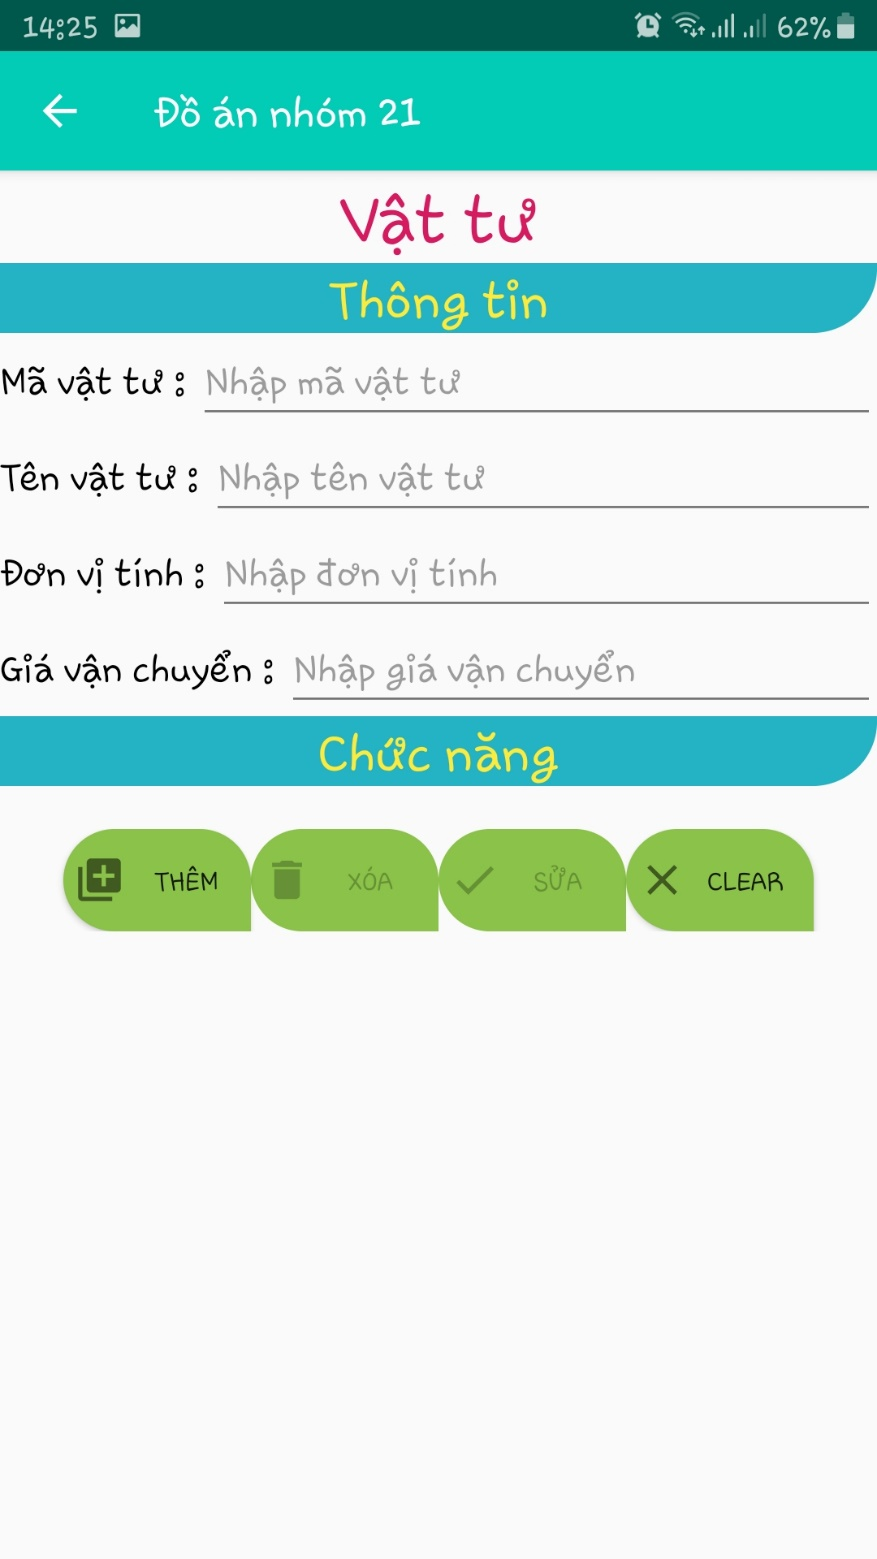 14:25 62%
Đồ án nhóm 21
Vật tư
Thông tin
Mã vật tư : Nhập mã vật tư
Tên vật tư : Nhập tên vật tư
Đơn vị tính : Nhập đơn vị tính
Giá vận chuyển : Nhập giá vận chuyển
Chức năng
THÊM XÓA SỬA CLEAR